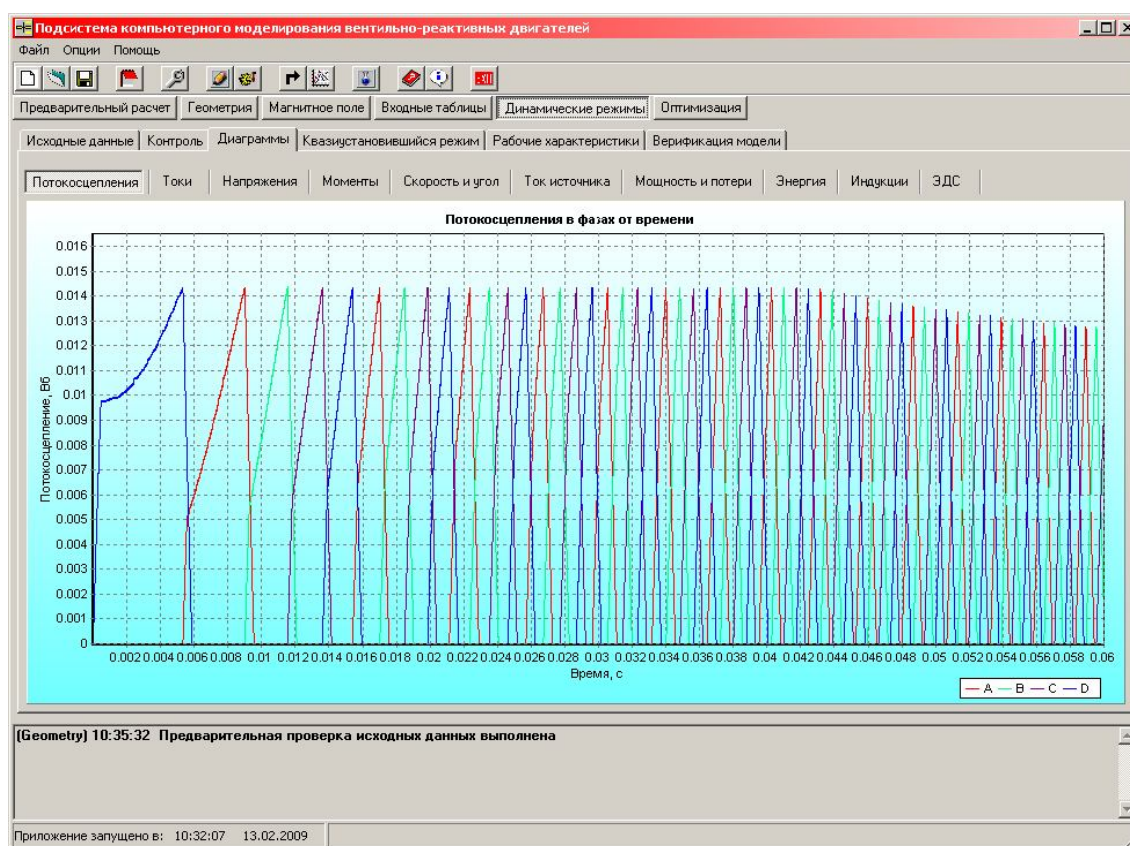 Подсистема компьютерного моделирования вентильно-реактивных двигателей
Файл Опции Помощь
Предварительный расчет Геометрия Магнитное поле Входные таблицы Динамические режимы Оптимизация
Исходные данные Контроль Диаграммы Квазиустановившийся режим Рабочие характеристики Верификация модели
Потокосцепления Токи Напряжения Моменты Скорость и угол Ток источника Мощность и потери Энергия Индукции ЭДС
Потокосцепления в фазах от времени
0.016
0.015
0.014
0.013
0.012
0.011
0.01
0.009
0.008
0.007
0.006
0.005
0.004
0.003
0.002
0.001
0
Потокосцепление, Вб
0.002 0.004 0.006 0.008 0.01 0.012 0.014 0.016 0.018 0.02 0.022 0.024 0.026 0.028 0.03 0.032 0.034 0.036 0.038 0.04 0.042 0.044 0.046 0.048 0.05 0.052 0.054 0.056 0.058 0.06
Время, с
A B C D
(Geometry) 10:35:32 Предварительная проверка исходных данных выполнена
Приложение запущено в: 10:32:07 13.02.2009